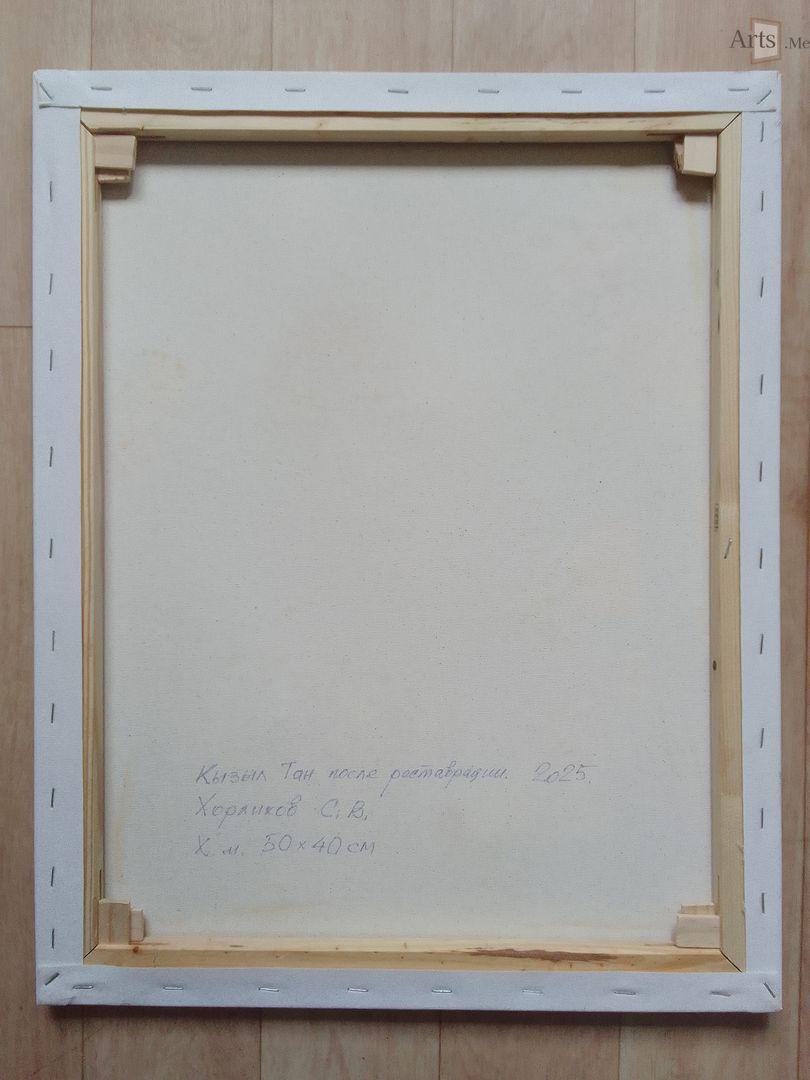 Arts.Me
Кызыл Тан после реставрации. 2025.
Хорликов С. В.
Х. м. 50 x 40 см